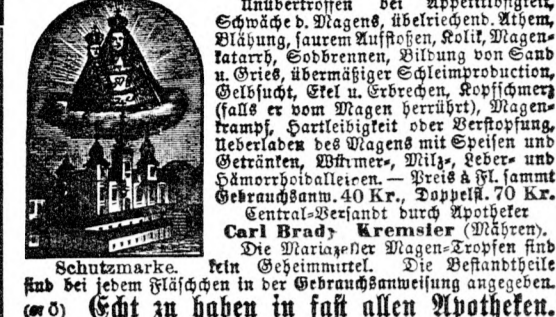 Unübertroffen bei Appetitlosigkeit,
Schwäche d. Magens, übelriechend. Athem,
Blähung, saurem Aufstoßen, Kolik, Magen-
katarrh, Sodbrennen, Bildung von Sand
u. Gries, übermäßiger Schleimproduction,
Gelbsucht, Ekel u. Erbrechen, Kopfschmerz
(falls er vom Magen herrührt), Magen-
krampf, Hartleibigkeit oder Verstopfung,
Ueberladen des Magens mit Speisen und
Getränken, Würmer-, Milz-, Leber- und
Hämorrhoidalleiden. — Preis à Fl. sammt
Gebrauchsanw. 40 Kr., Doppelfl. 70 Kr.
Central-Versandt durch Apotheker
Carl Brady Kremsier (Mähren).
Die Mariazeller Magen-Tropfen sind
Schutzmarke. kein Geheimmittel. Die Bestandtheile
sind bei jedem Fläschchen in der Gebrauchsanweisung angegeben.
Echt zu haben in fast allen Apotheken.